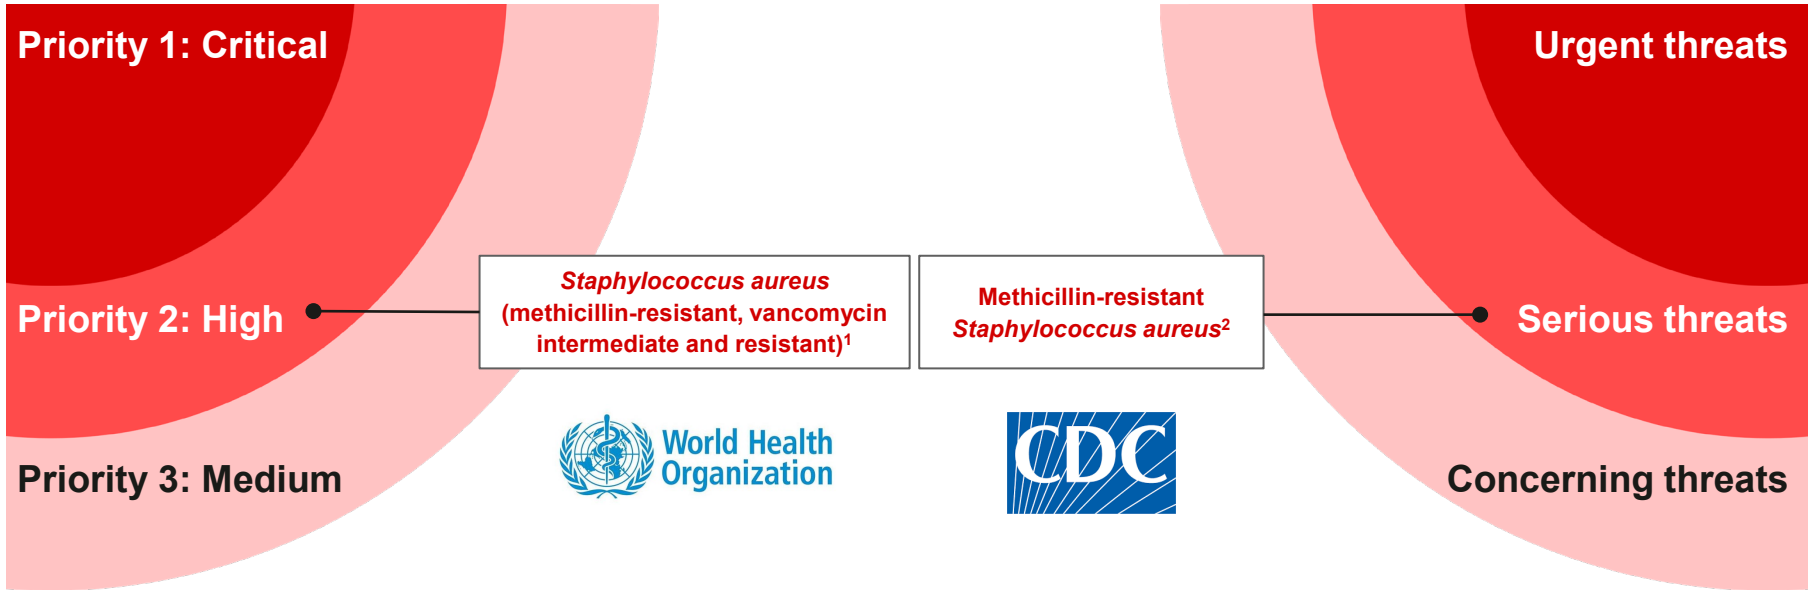 Priority 1: Critical
Urgent threats
Staphylococcus aureus
(methicillin-resistant, vancomycin
intermediate and resistant)¹
Methicillin-resistant
Staphylococcus aureus²
Priority 2: High
Serious threats
World Health
Organization
CDC
Priority 3: Medium
Concerning threats